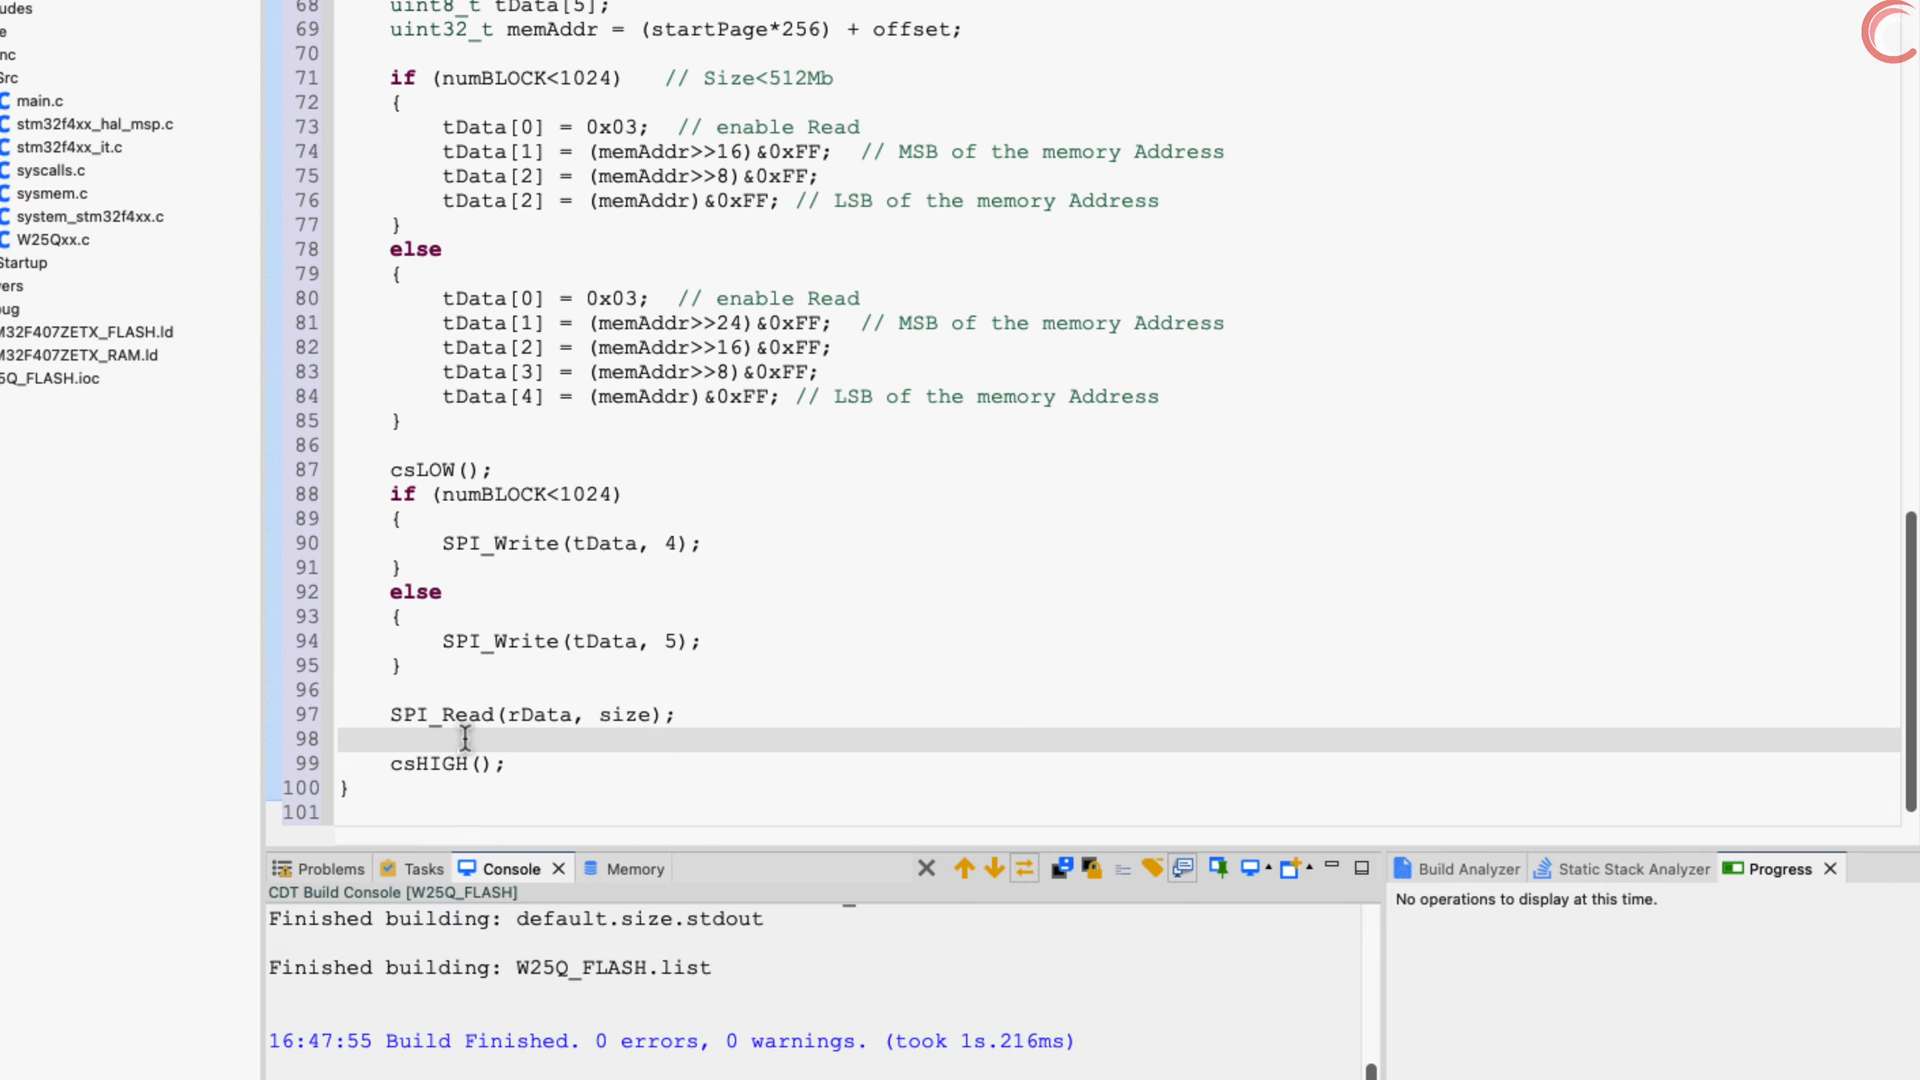 udes
e
nc
Src
main.c
stm32f4xx_hal_msp.c
stm32f4xx_it.c
syscalls.c
sysmem.c
system_stm32f4xx.c
W25Qxx.c
Startup
vers
bug
M32F407ZETX_FLASH.ld
M32F407ZETX_RAM.ld
5Q_FLASH.ioc
68 uint8_t tData[5];
69 uint32_t memAddr = (startPage*256) + offset;
70
71 if (numBLOCK<1024) // Size<512Mb
72 {
73 tData[0] = 0x03; // enable Read
74 tData[1] = (memAddr>>16)&0xFF; // MSB of the memory Address
75 tData[2] = (memAddr>>8)&0xFF;
76 tData[2] = (memAddr)&0xFF; // LSB of the memory Address
77 }
78 else
79 {
80 tData[0] = 0x03; // enable Read
81 tData[1] = (memAddr>>24)&0xFF; // MSB of the memory Address
82 tData[2] = (memAddr>>16)&0xFF;
83 tData[3] = (memAddr>>8)&0xFF;
84 tData[4] = (memAddr)&0xFF; // LSB of the memory Address
85 }
86
87 csLOW();
88 if (numBLOCK<1024)
89 {
90 SPI_Write(tData, 4);
91 }
92 else
93 {
94 SPI_Write(tData, 5);
95 }
96
97 SPI_Read(rData, size);
98
99 csHIGH();
100 }
101
Problems Tasks Console Memory
CDT Build Console [W25Q_FLASH]
Finished building: default.size.stdout
Finished building: W25Q_FLASH.list
16:47:55 Build Finished. 0 errors, 0 warnings. (took 1s.216ms)
Build Analyzer Static Stack Analyzer Progress
No operations to display at this time.